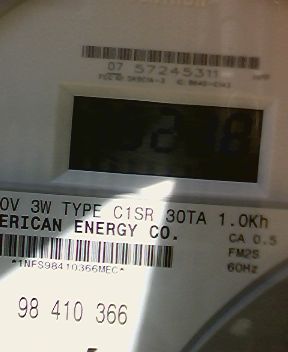 07 57245311
0V 3W TYPE C1SR 30TA 1.0Kh
ERICAN ENERGY CO.
CA 0.5
FM2S
60Hz
*1NFS98410366MEC*
98 410 366